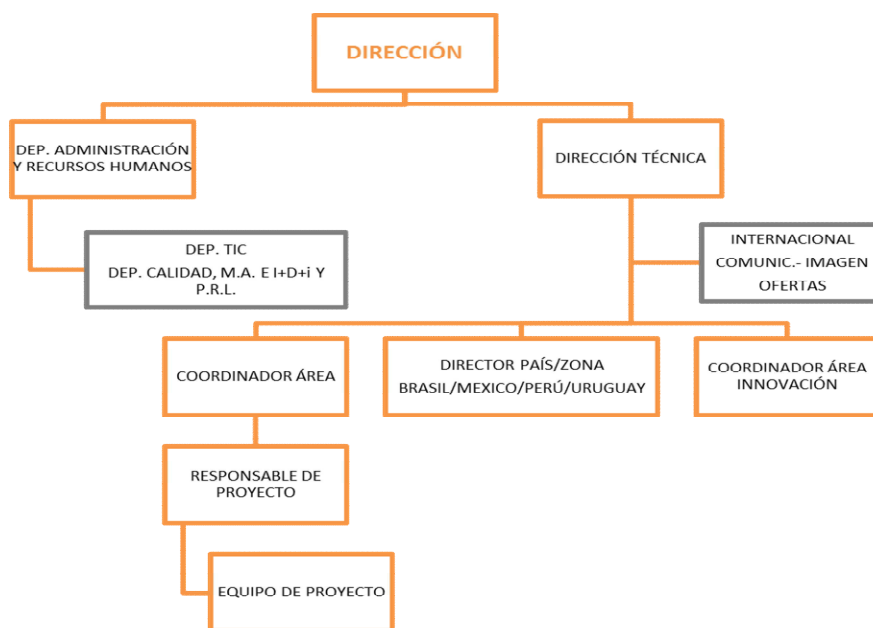 DIRECCIÓN
DEP. ADMINISTRACIÓN
Y RECURSOS HUMANOS
DIRECCIÓN TÉCNICA
DEP. TIC
DEP. CALIDAD, M.A. E I+D+i Y
P.R.L.
INTERNACIONAL
COMUNIC.- IMAGEN
OFERTAS
COORDINADOR ÁREA
DIRECTOR PAÍS/ZONA
BRASIL/MEXICO/PERÚ/URUGUAY
COORDINADOR ÁREA
INNOVACIÓN
RESPONSABLE DE
PROYECTO
EQUIPO DE PROYECTO